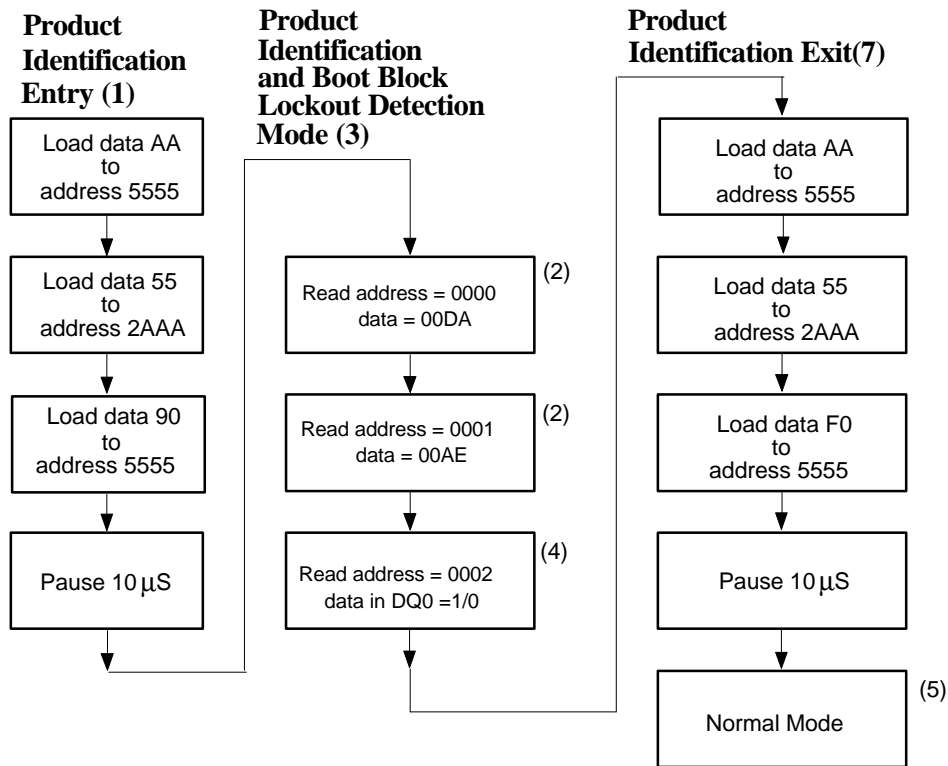 Product
Identification
Entry (1)
Load data AA
to
address 5555
Load data 55
to
address 2AAA
Load data 90
to
address 5555
Pause 10 μS
Product
Identification
and Boot Block
Lockout Detection
Mode (3)
(2)
Read address = 0000
data = 00DA
(2)
Read address = 0001
data = 00AE
(4)
Read address = 0002
data in DQ0 =1/0
Product
Identification Exit(7)
Load data AA
to
address 5555
Load data 55
to
address 2AAA
Load data F0
to
address 5555
Pause 10 μS
(5)
Normal Mode